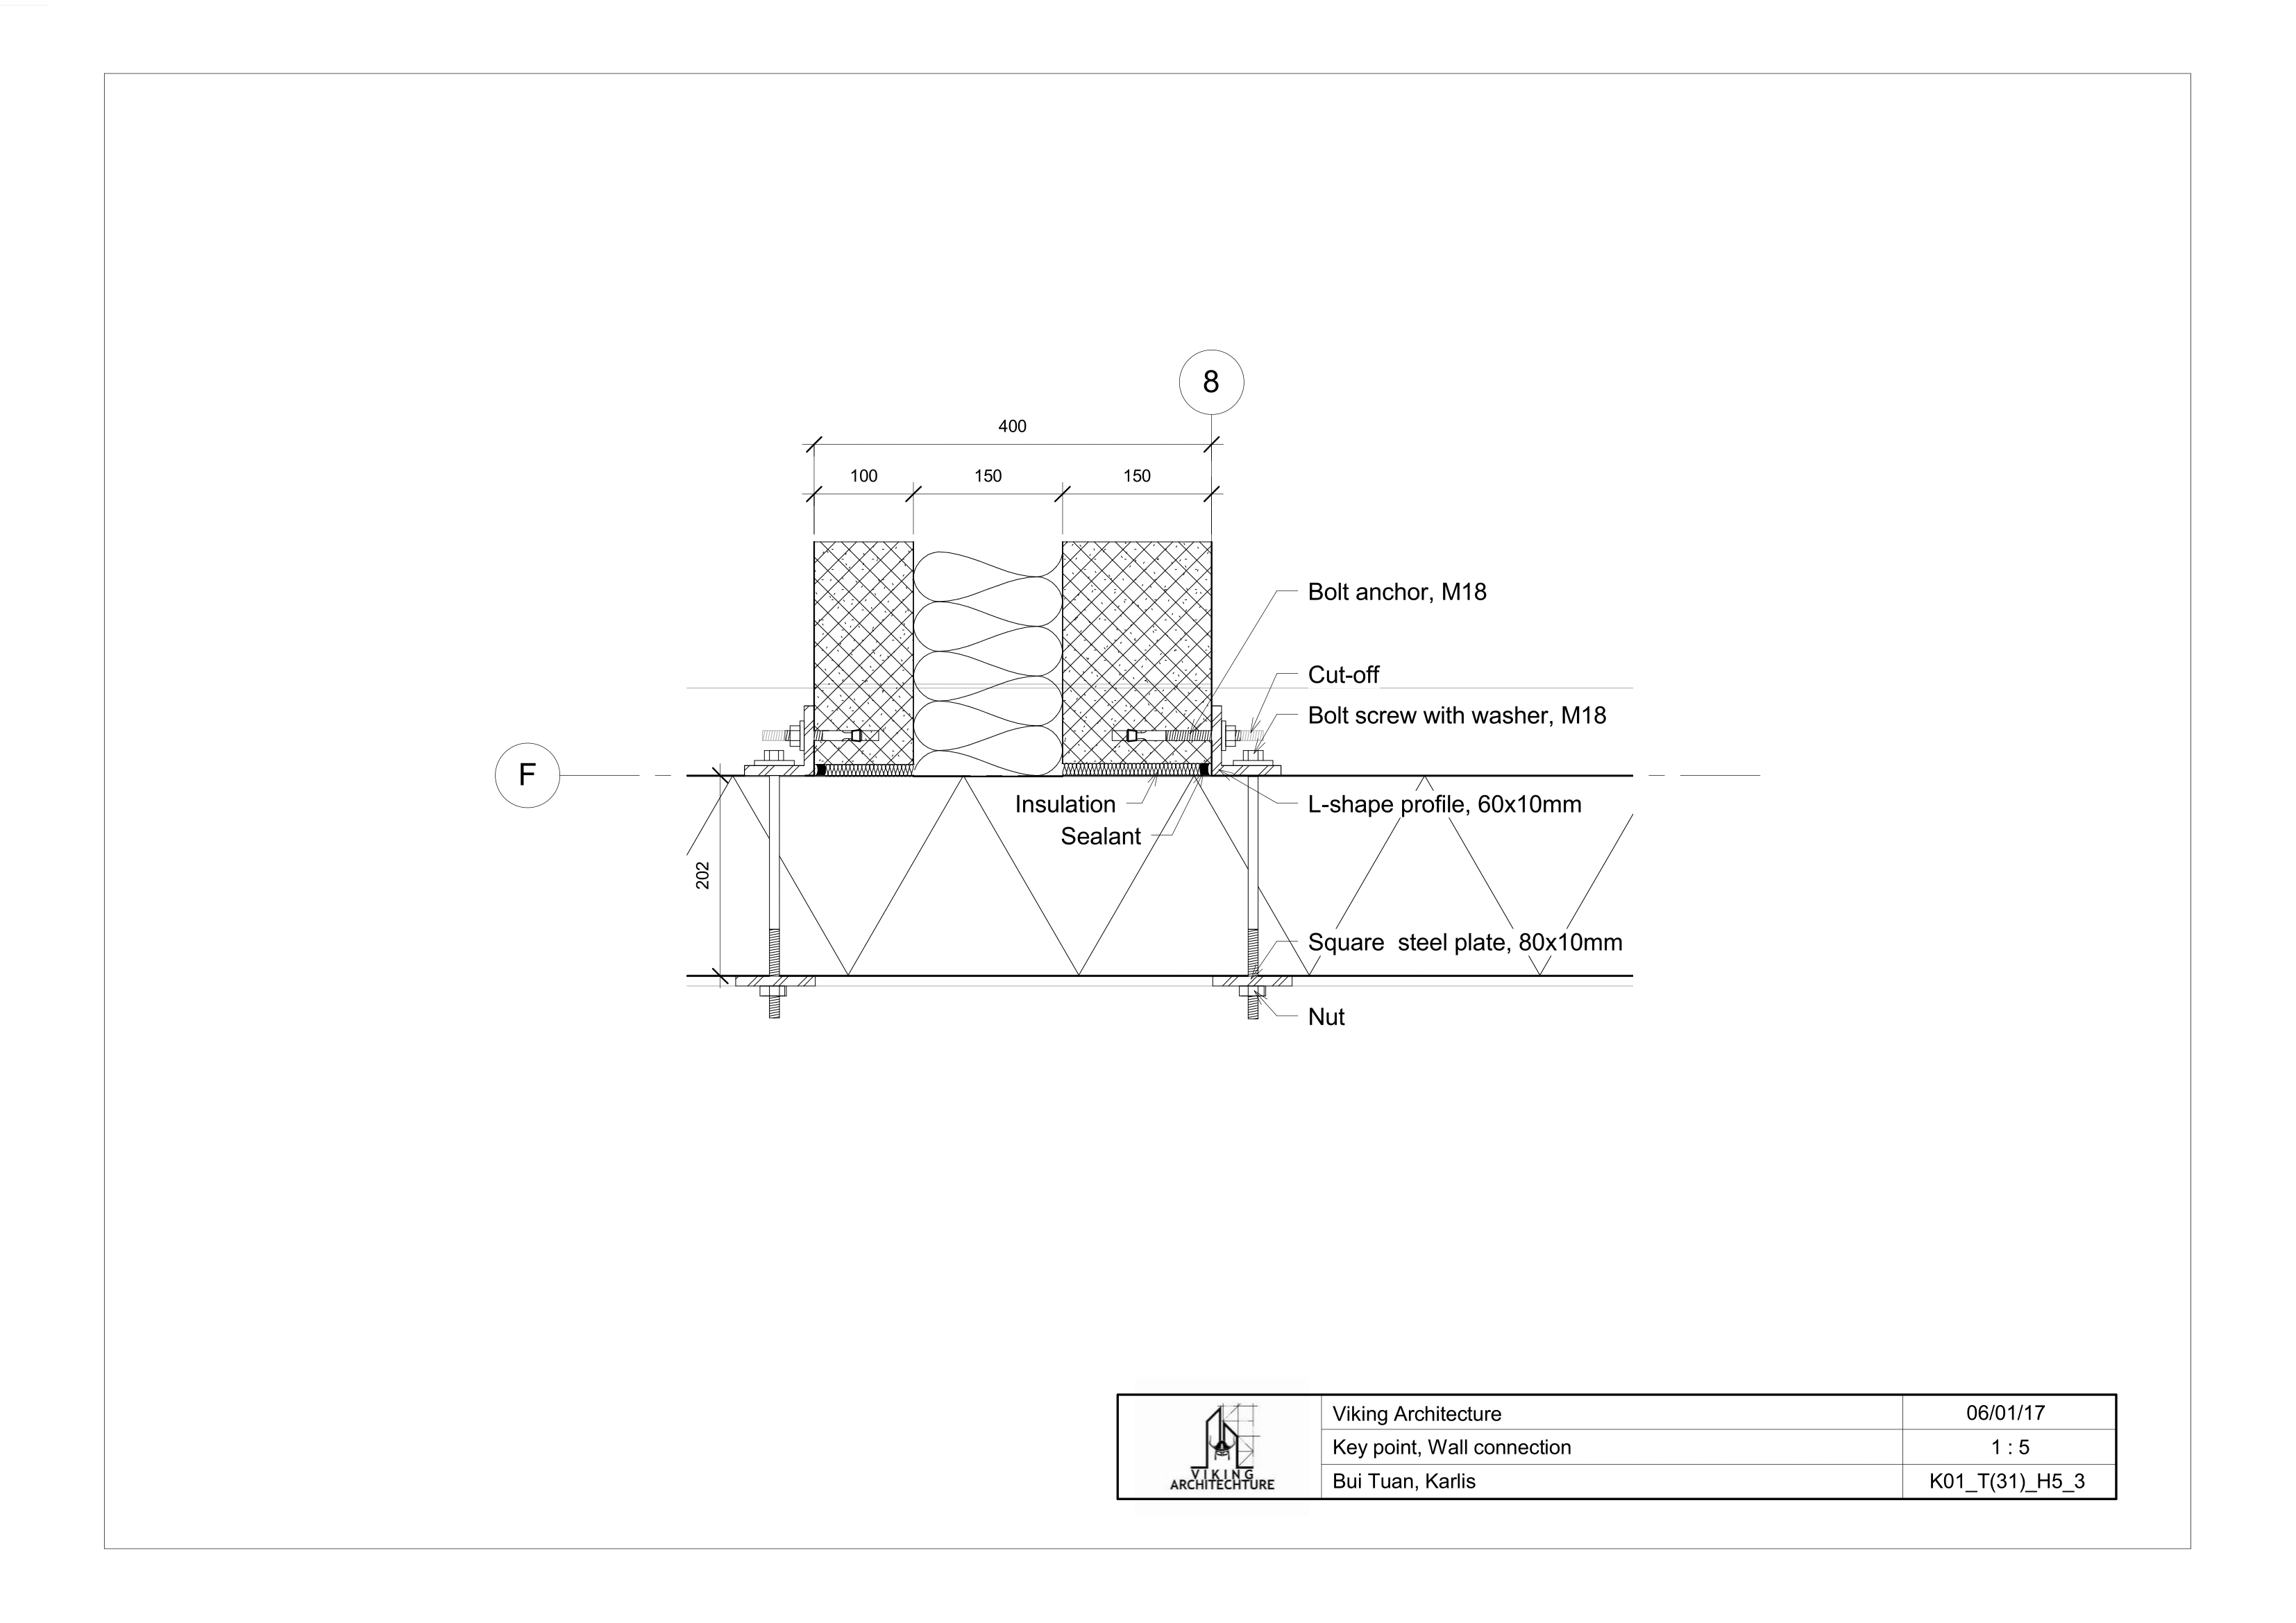 8
400
100 150 150
Bolt anchor, M18
Cut-off
Bolt screw with washer, M18
F
Insulation
L-shape profile, 60x10mm
Sealant
202
Square steel plate, 80x10mm
Nut
VIKING
ARCHITECHTURE
Viking Architecture
06/01/17
Key point, Wall connection
1 : 5
Bui Tuan, Karlis
K01_T(31)_H5_3